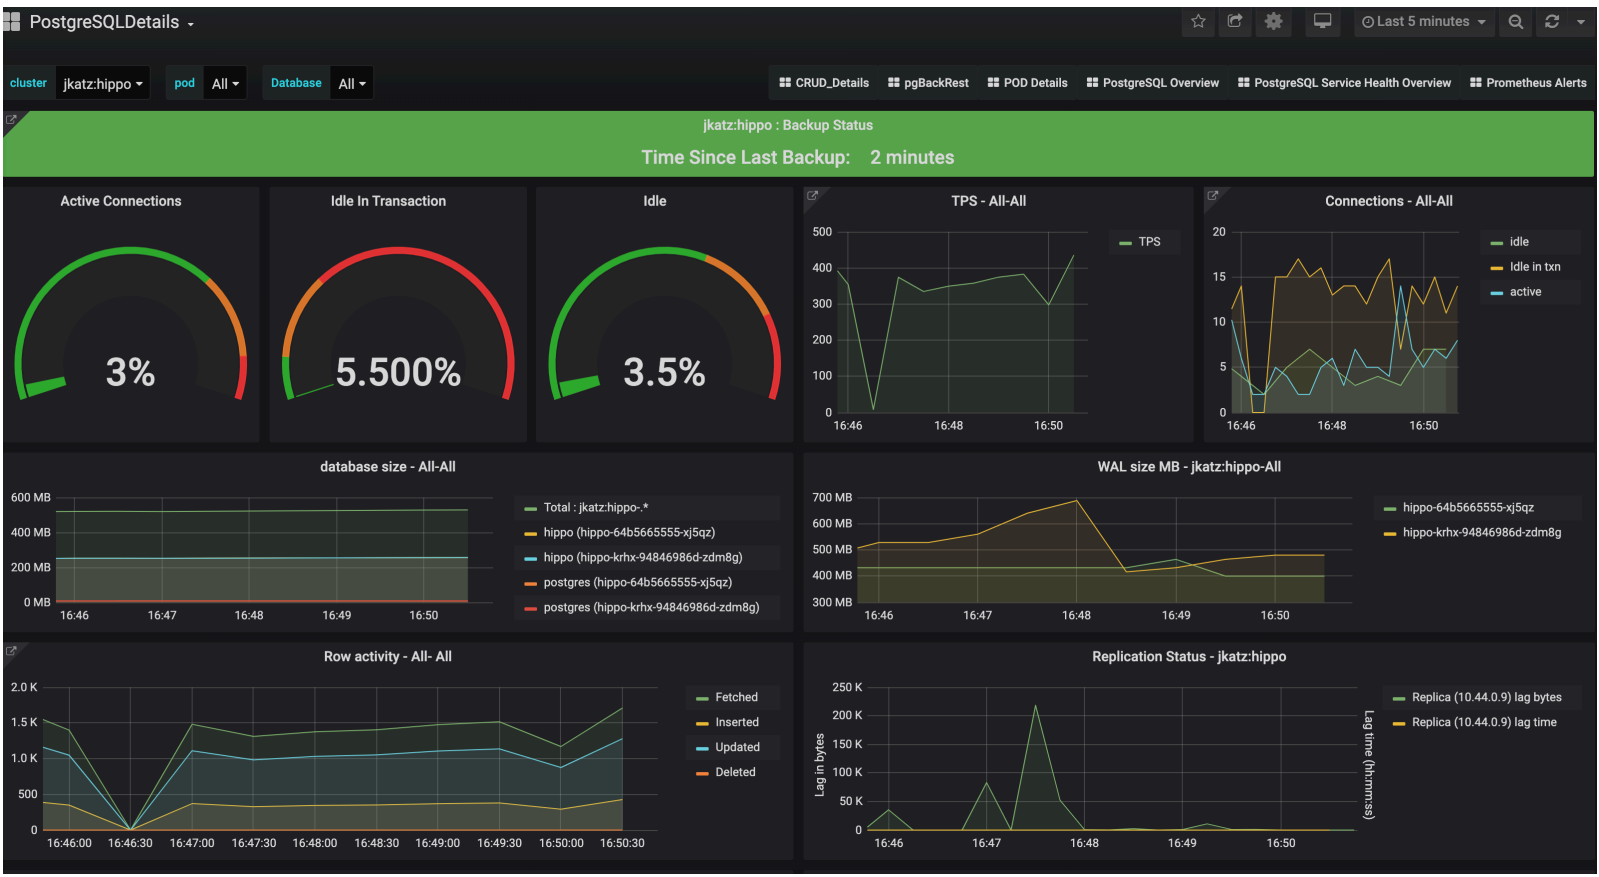 PostgreSQLDetails
Last 5 minutes
cluster jkatz:hippo pod All Database All
CRUD_Details pgBackRest POD Details PostgreSQL Overview PostgreSQL Service Health Overview Prometheus Alerts
jkatz:hippo : Backup Status
Time Since Last Backup: 2 minutes
Active Connections
3%
Idle In Transaction
5.500%
Idle
3.5%
TPS - All-All
500
400
300
200
100
0
16:46 16:48 16:50
TPS
Connections - All-All
20
15
10
5
0
16:46 16:48 16:50
idle
Idle in txn
active
database size - All-All
600 MB
400 MB
200 MB
0 MB
16:46 16:47 16:48 16:49 16:50
Total : jkatz:hippo-.*
hippo (hippo-64b5665555-xj5qz)
hippo (hippo-krhx-94846986d-zdm8g)
postgres (hippo-64b5665555-xj5qz)
postgres (hippo-krhx-94846986d-zdm8g)
WAL size MB - jkatz:hippo-All
700 MB
600 MB
500 MB
400 MB
300 MB
16:46 16:47 16:48 16:49 16:50
hippo-64b5665555-xj5qz
hippo-krhx-94846986d-zdm8g
Row activity - All- All
2.0 K
1.5 K
1.0 K
500
0
16:46:00 16:46:30 16:47:00 16:47:30 16:48:00 16:48:30 16:49:00 16:49:30 16:50:00 16:50:30
Fetched
Inserted
Updated
Deleted
Replication Status - jkatz:hippo
Lag in bytes
250 K
200 K
150 K
100 K
50 K
0
16:46 16:47 16:48 16:49 16:50
Lag time (hh:mm:ss)
Replica (10.44.0.9) lag bytes
Replica (10.44.0.9) lag time